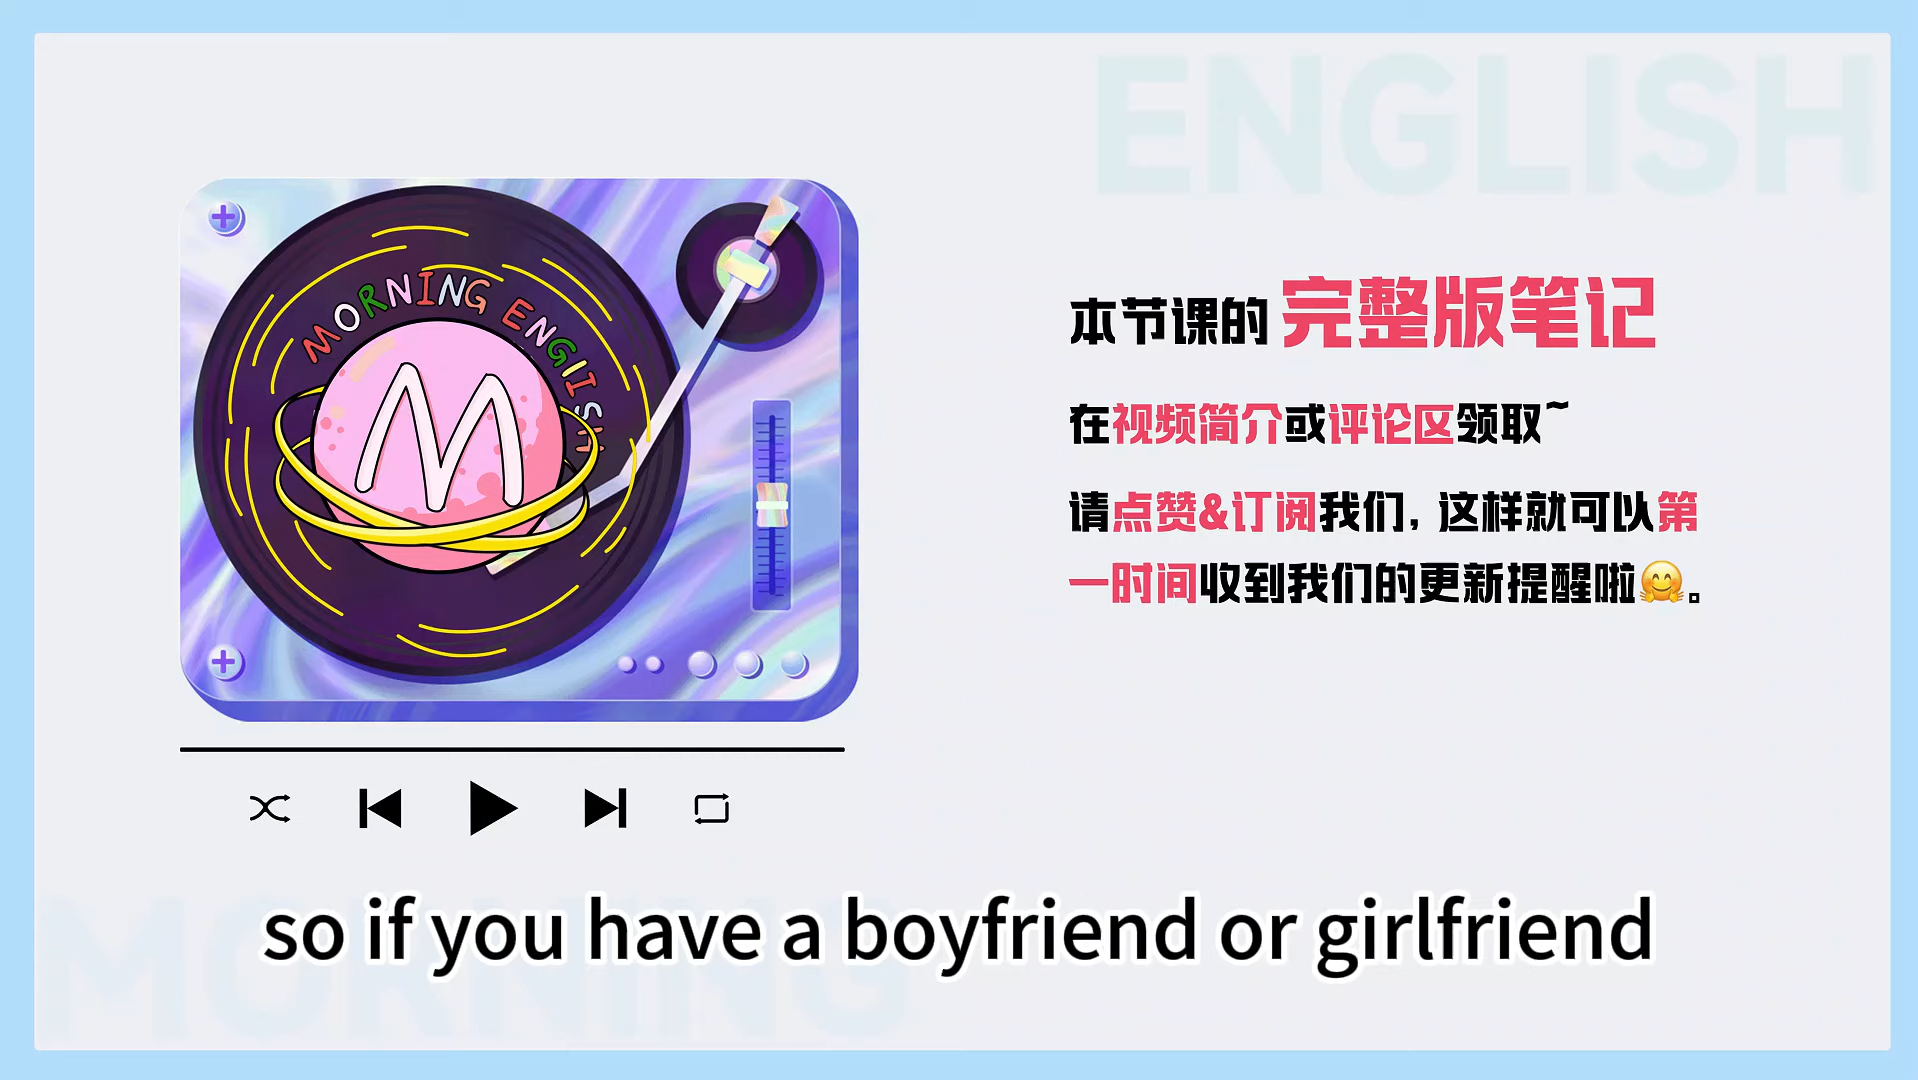 ENGLISH
MORNING ENGLISH
M
本节课的 完整版笔记
在视频简介或评论区领取~
请点赞&订阅我们，这样就可以第
一时间收到我们的更新提醒啦🤗。
so if you have a boyfriend or girlfriend
MORNING